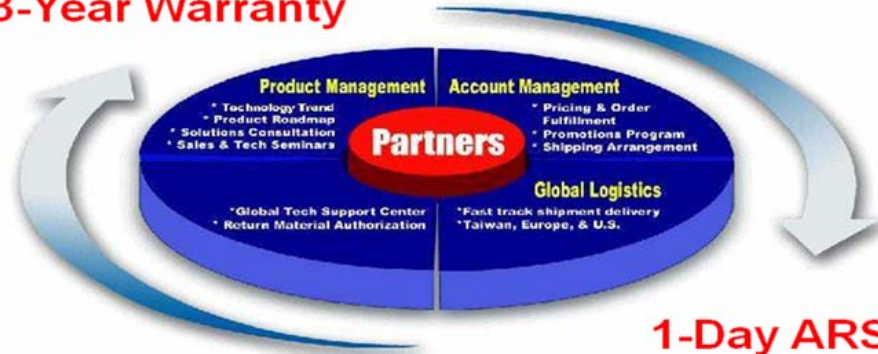 3-Year Warranty
Product Management
* Technology Trend
* Product Roadmap
* Solutions Consultation
* Sales & Tech Seminars
Account Management
* Pricing & Order
Fulfillment
* Promotions Program
* Shipping Arrangement
Partners
*Global Tech Support Center
* Return Material Authorization
Global Logistics
*Fast track shipment delivery
*Taiwan, Europe, & U.S.
1-Day ARS